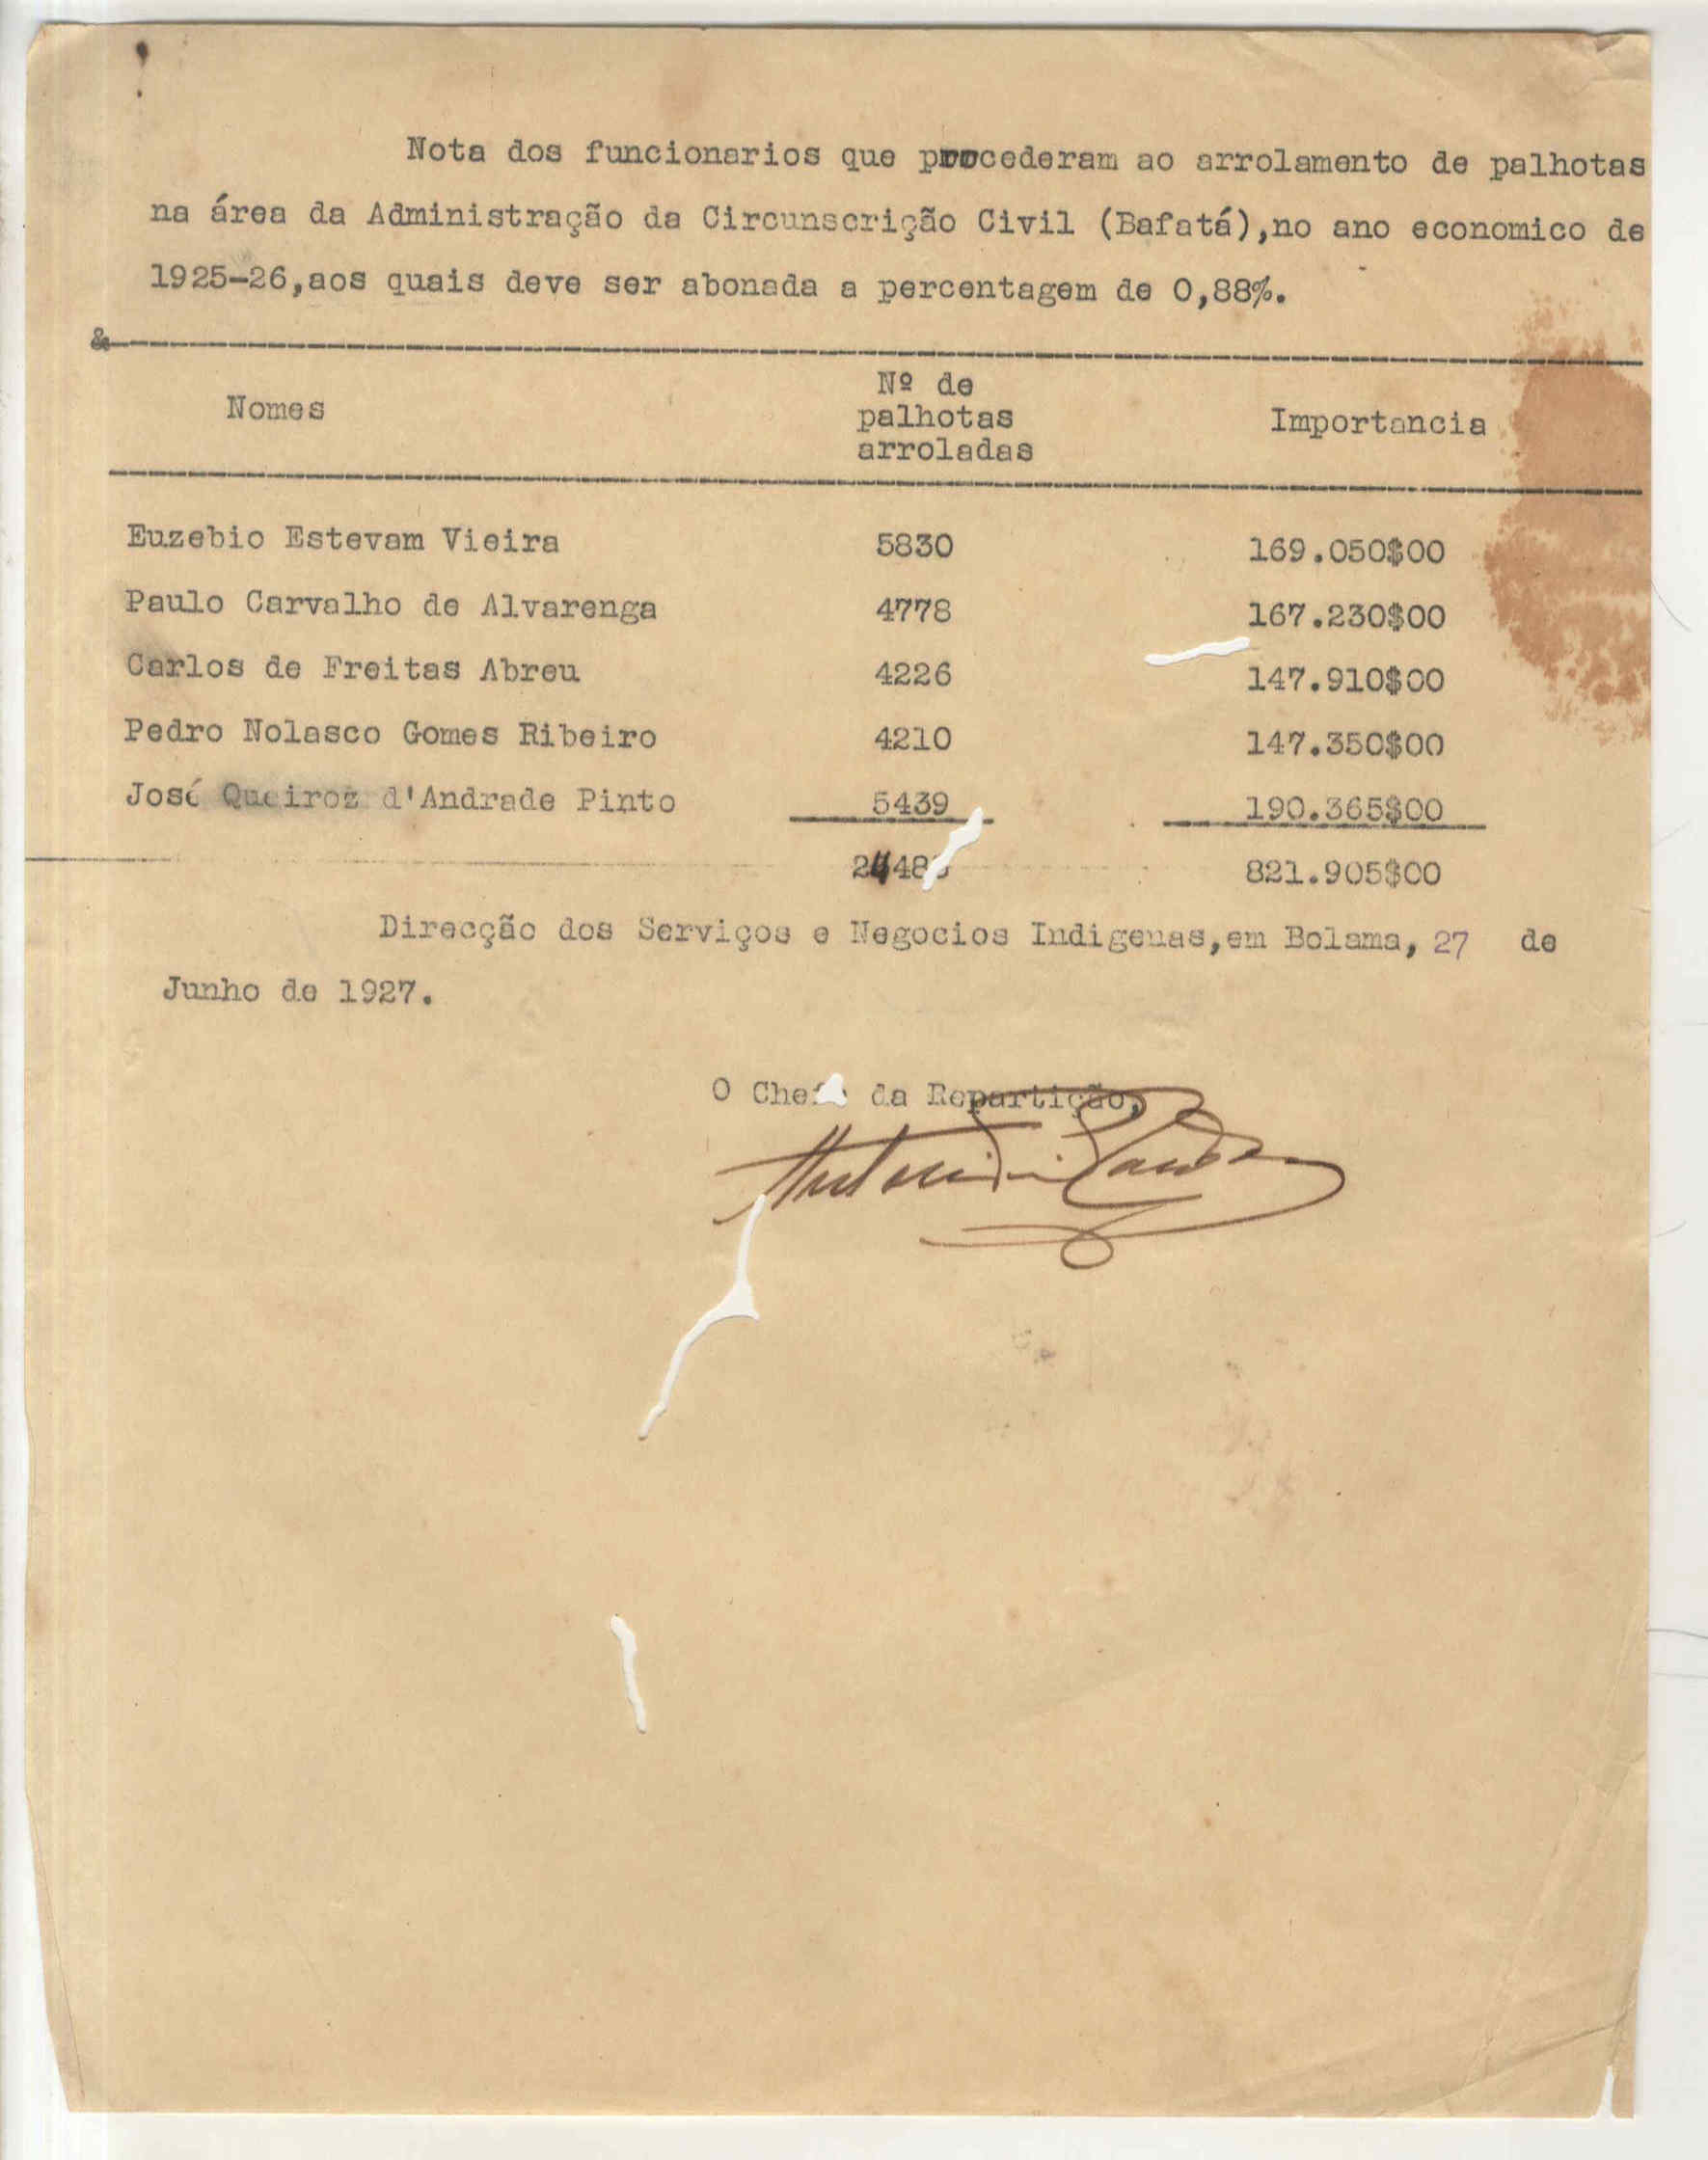 Nota dos funcionarios que procederam ao arrolamento de palhotas
na área da Administração da Circunscrição Civil (Bafatá),no ano economico de
1925-26,aos quais deve ser abonada a percentagem de 0,88%.
&
Nomes Nº de palhotas arroladas Importancia
Euzebio Estevam Vieira 5830 169.050$00
Paulo Carvalho de Alvarenga 4778 167.230$00
Carlos de Freitas Abreu 4226 147.910$00
Pedro Nolasco Gomes Ribeiro 4210 147.350$00
José Queiroz d'Andrade Pinto 5439 190.365$00
821.905$00
Direcção dos Serviços e Negocios Indigenas,em Bolama, 27 de
Junho de 1927.
O Chefe da Repartição,